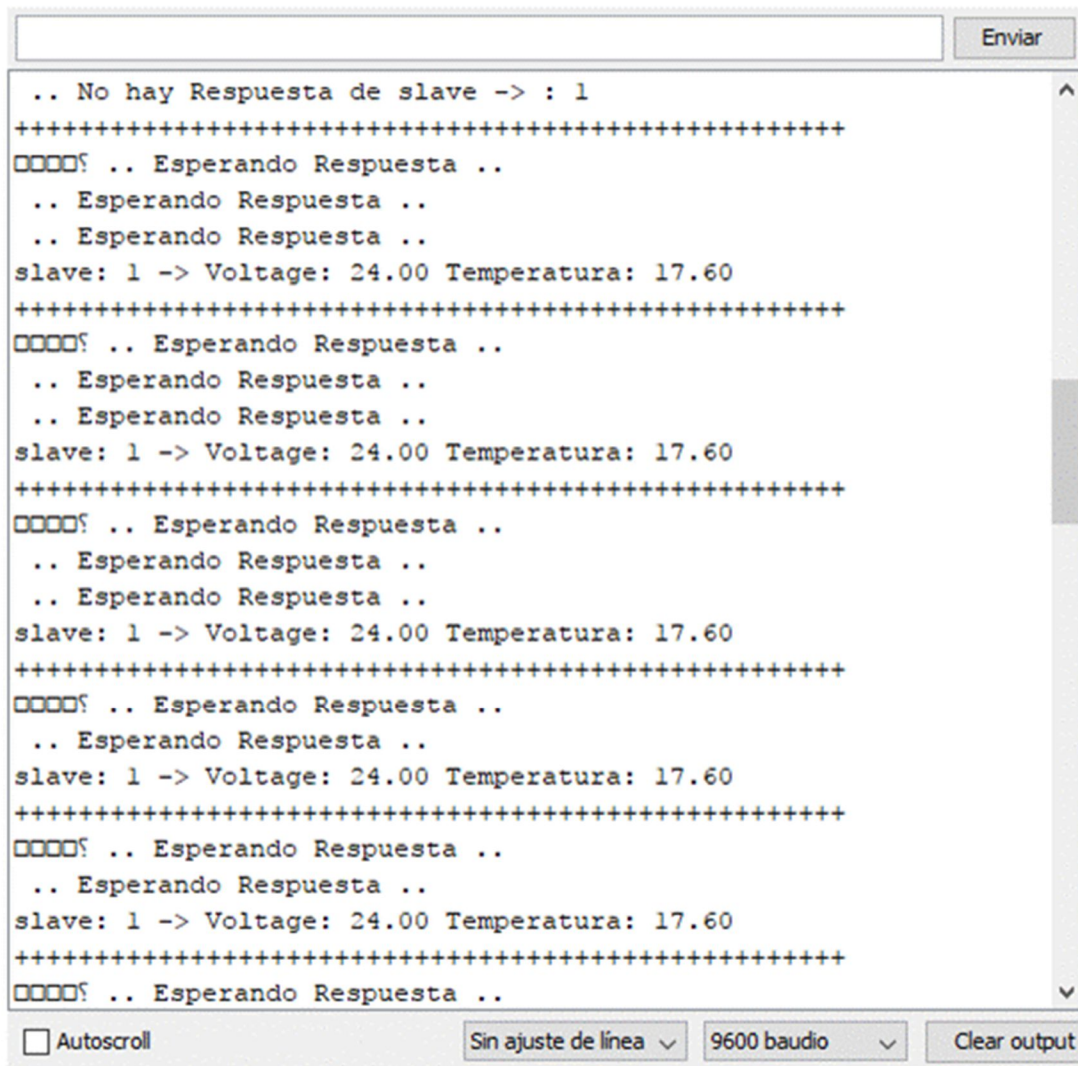 Enviar
.. No hay Respuesta de slave -> : 1
++++++++++++++++++++++++++++++++++++++++++++++++++++
□□□□⸮ .. Esperando Respuesta ..
.. Esperando Respuesta ..
.. Esperando Respuesta ..
slave: 1 -> Voltage: 24.00 Temperatura: 17.60
++++++++++++++++++++++++++++++++++++++++++++++++++++
□□□□⸮ .. Esperando Respuesta ..
.. Esperando Respuesta ..
.. Esperando Respuesta ..
slave: 1 -> Voltage: 24.00 Temperatura: 17.60
++++++++++++++++++++++++++++++++++++++++++++++++++++
□□□□⸮ .. Esperando Respuesta ..
.. Esperando Respuesta ..
.. Esperando Respuesta ..
slave: 1 -> Voltage: 24.00 Temperatura: 17.60
++++++++++++++++++++++++++++++++++++++++++++++++++++
□□□□⸮ .. Esperando Respuesta ..
.. Esperando Respuesta ..
slave: 1 -> Voltage: 24.00 Temperatura: 17.60
++++++++++++++++++++++++++++++++++++++++++++++++++++
□□□□⸮ .. Esperando Respuesta ..
.. Esperando Respuesta ..
slave: 1 -> Voltage: 24.00 Temperatura: 17.60
++++++++++++++++++++++++++++++++++++++++++++++++++++
□□□□⸮ .. Esperando Respuesta ..
Autoscroll Sin ajuste de línea 9600 baudio Clear output